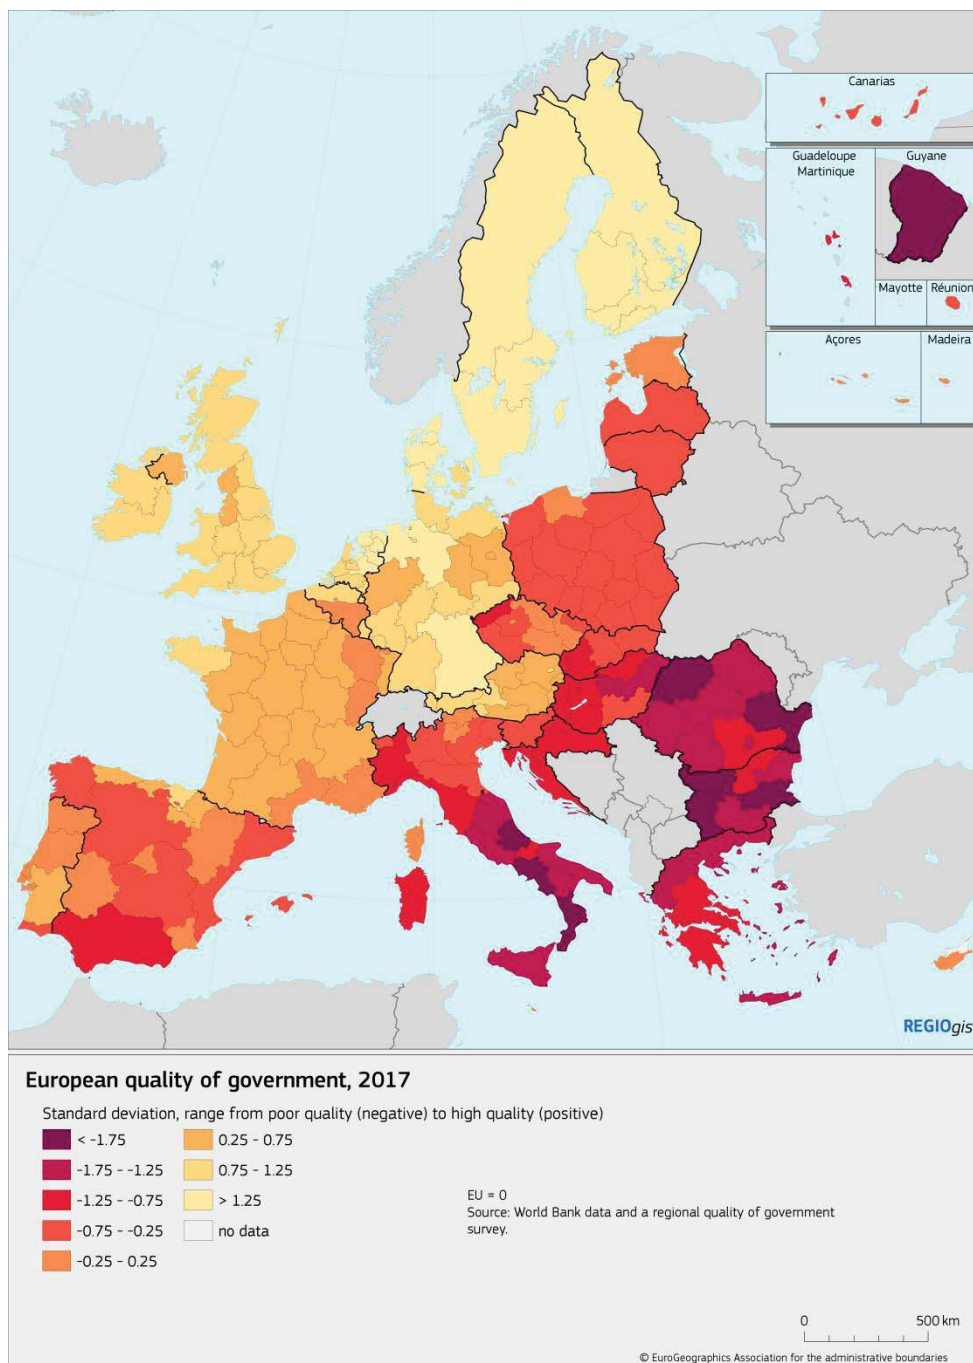 Canarias
Guadeloupe
Martinique
Guyane
Mayotte
Réunion
Açores
Madeira
REGIOgis
European quality of government, 2017
Standard deviation, range from poor quality (negative) to high quality (positive)
< -1.75
-1.75 - -1.25
-1.25 - -0.75
-0.75 - -0.25
-0.25 - 0.25
0.25 - 0.75
0.75 - 1.25
> 1.25
no data
EU = 0
Source: World Bank data and a regional quality of government
survey.
0 500 km
© EuroGeographics Association for the administrative boundaries